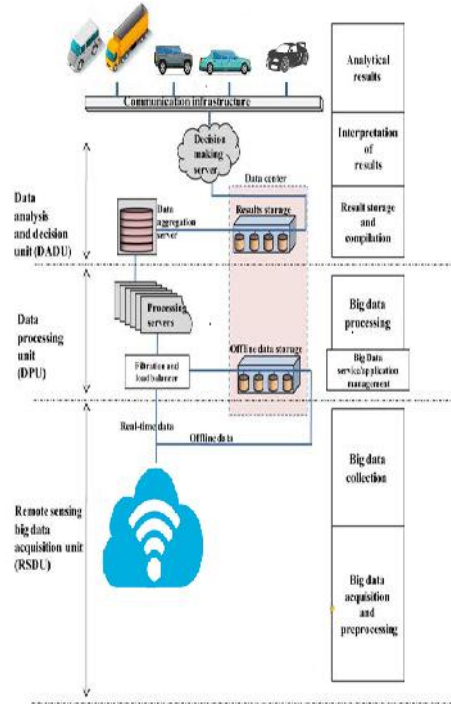 Analytical
results
Communication infrastructure
Decision
making
server
Interpretation
of
results
Data center
Data
analysis
and decision
unit (DADU)
Data
aggregation
server
Results storage
Result storage
and
compilation
Data
processing
unit
(DPU)
Processing
servers
Big data
processing
Offline data storage
Filtration and
load balancer
Big Data
service/application
management
Real-time data
Offline data
Big data
collection
Remote sensing
big data
acquisition unit
(RSDU)
Big data
acquisition
and
preprocessing